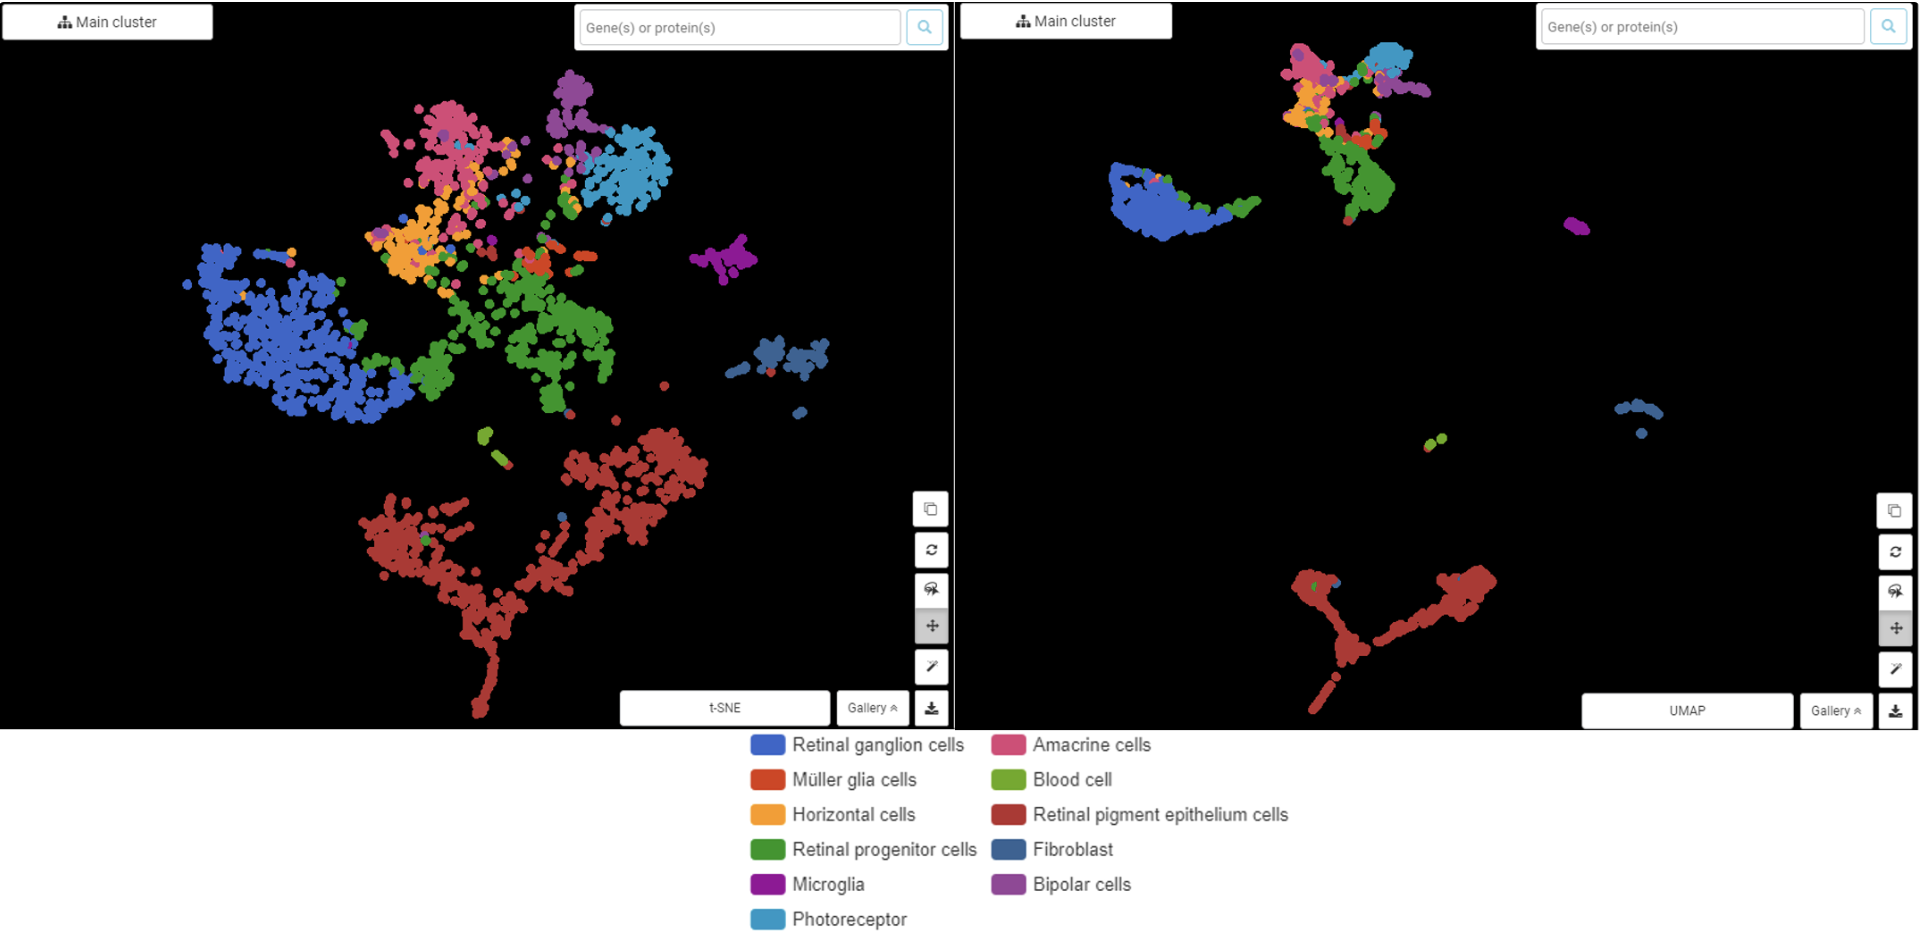 Main cluster
Gene(s) or protein(s)
Main cluster
Gene(s) or protein(s)
t-SNE
Gallery
UMAP
Gallery
Retinal ganglion cells
Amacrine cells
Müller glia cells
Blood cell
Horizontal cells
Retinal pigment epithelium cells
Retinal progenitor cells
Fibroblast
Microglia
Bipolar cells
Photoreceptor